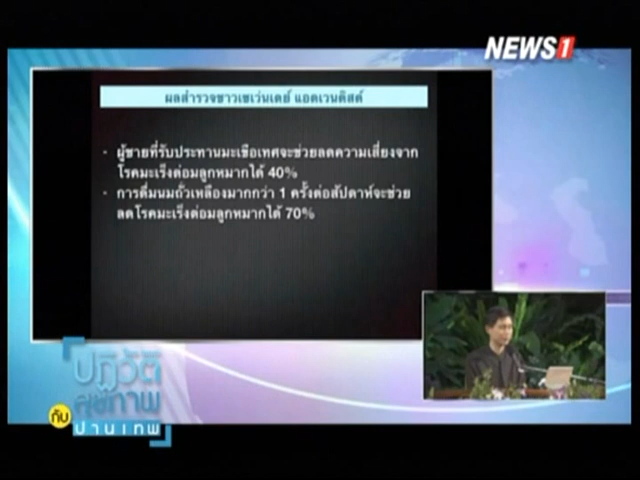 NEWS1
ผลสำรวจชาวเซเว่นเดย์ แอดเวนติสต์
- ผู้ชายที่รับประทานมะเขือเทศจะช่วยลดความเสี่ยงจาก
โรคมะเร็งต่อมลูกหมากได้ 40%
- การดื่มนมถั่วเหลืองมากกว่า 1 ครั้งต่อสัปดาห์จะช่วย
ลดโรคมะเร็งต่อมลูกหมากได้ 70%
ปฏิวัติ
สุขภาพ
กับ
ปานเทพ